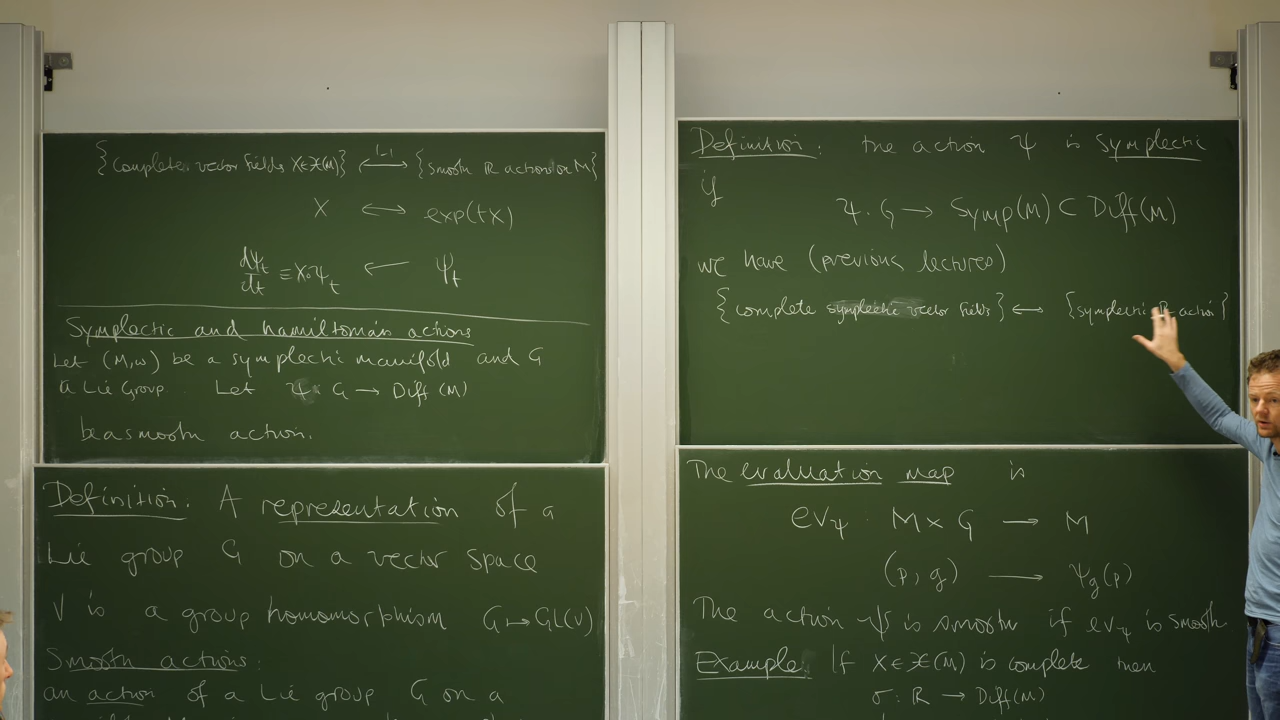 {complete vector fields X∈𝔛(M)} ⟷ {smooth ℝ action on M}
1-1
X ⟷ exp(tX)
dψ_t/dt = X∘ψ_t ⟵ ψ_t
Symplectic and hamiltonian actions
Let (M,ω) be a symplectic manifold and G
a Lie Group. Let ψ: G → Diff(M)
be a smooth action.
Definition. A representation of a
Lie group G on a vector space
V is a group homomorphism G → GL(V)
Smooth actions:
an action of a Lie group G on a
Definition: the action ψ is symplectic
if
ψ: G → Symp(M) ⊂ Diff(M)
we have (previous lectures)
{complete symplectic vector fields} ⟷ {symplectic action}
The evaluation map is
ev_ψ : M × G → M
(p, g) → ψ_g(p)
The action ψ is smooth if ev_ψ is smooth.
Example: If X∈𝔛(M) is complete then
σ: ℝ → Diff(M)